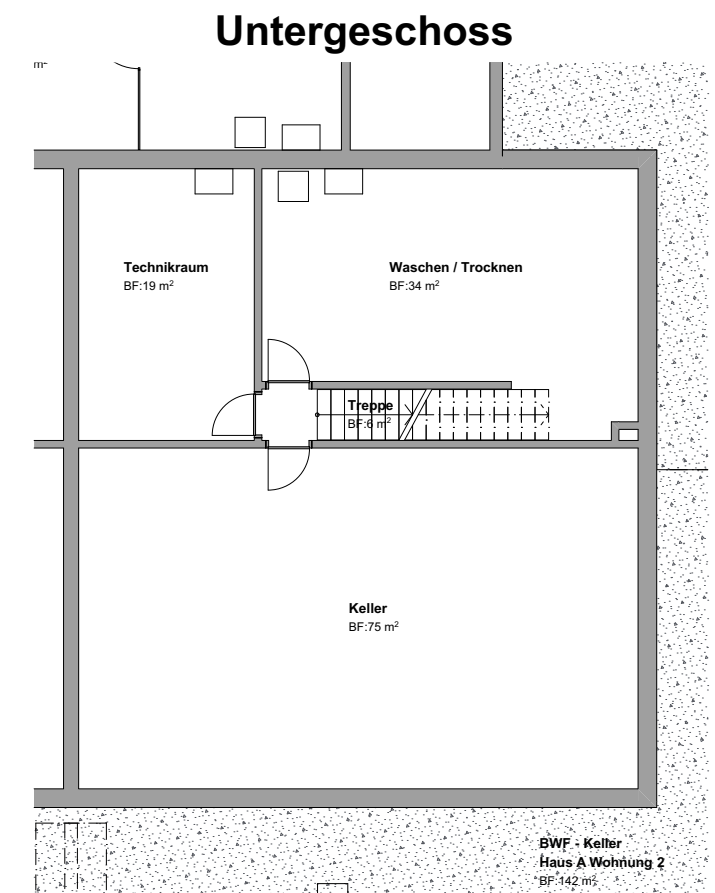 Untergeschoss
m²
Technikraum
BF:19 m²
Waschen / Trocknen
BF:34 m²
Treppe
BF:6 m²
Keller
BF:75 m²
BWF - Keller
Haus A Wohnung 2
BF:142 m²